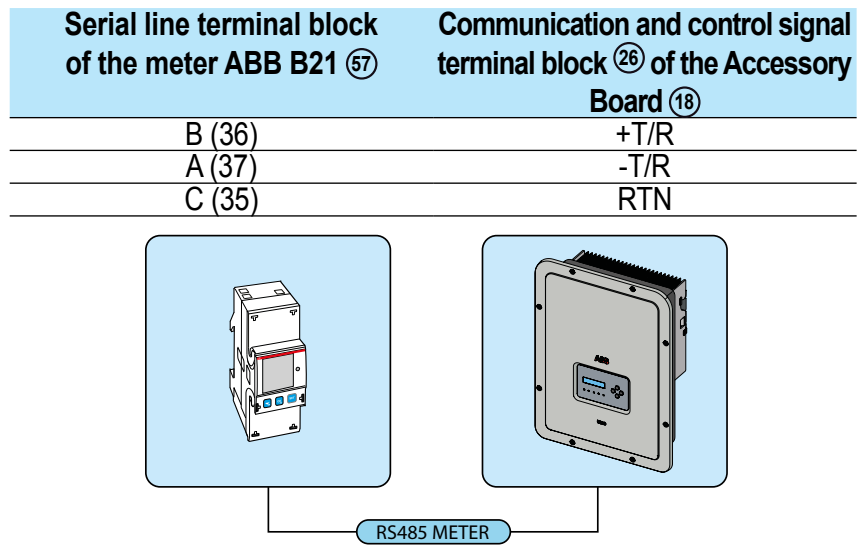 Serial line terminal block
of the meter ABB B21 57
Communication and control signal
terminal block 26 of the Accessory
Board 18
B (36) +T/R
A (37) -T/R
C (35) RTN
ABB
RS485 METER